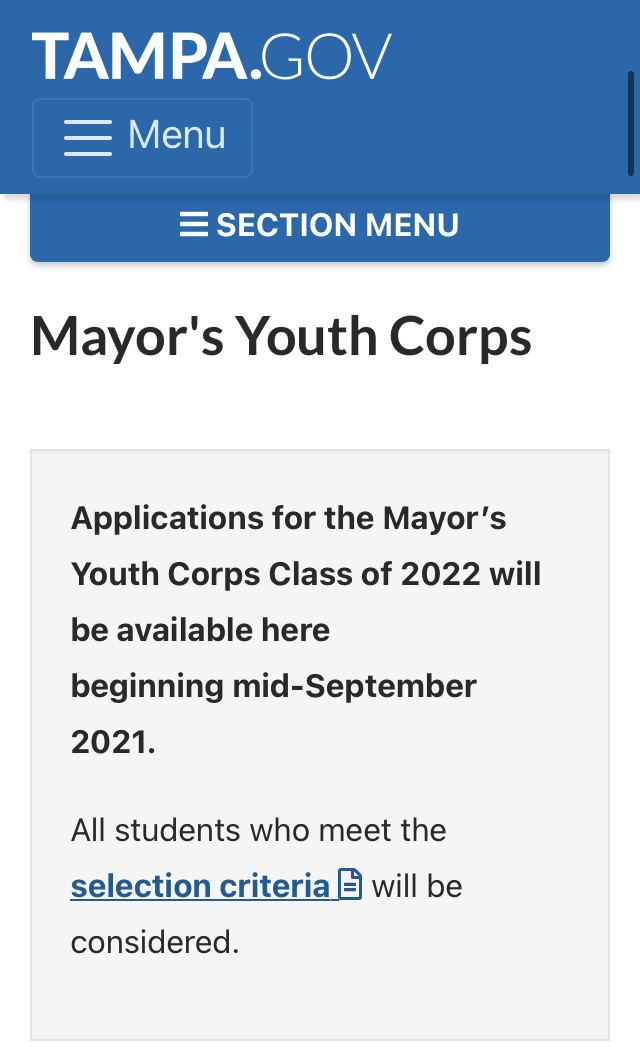 TAMPA.GOV
Menu
SECTION MENU
Mayor's Youth Corps
Applications for the Mayor’s
Youth Corps Class of 2022 will
be available here
beginning mid-September
2021.
All students who meet the
selection criteria will be
considered.